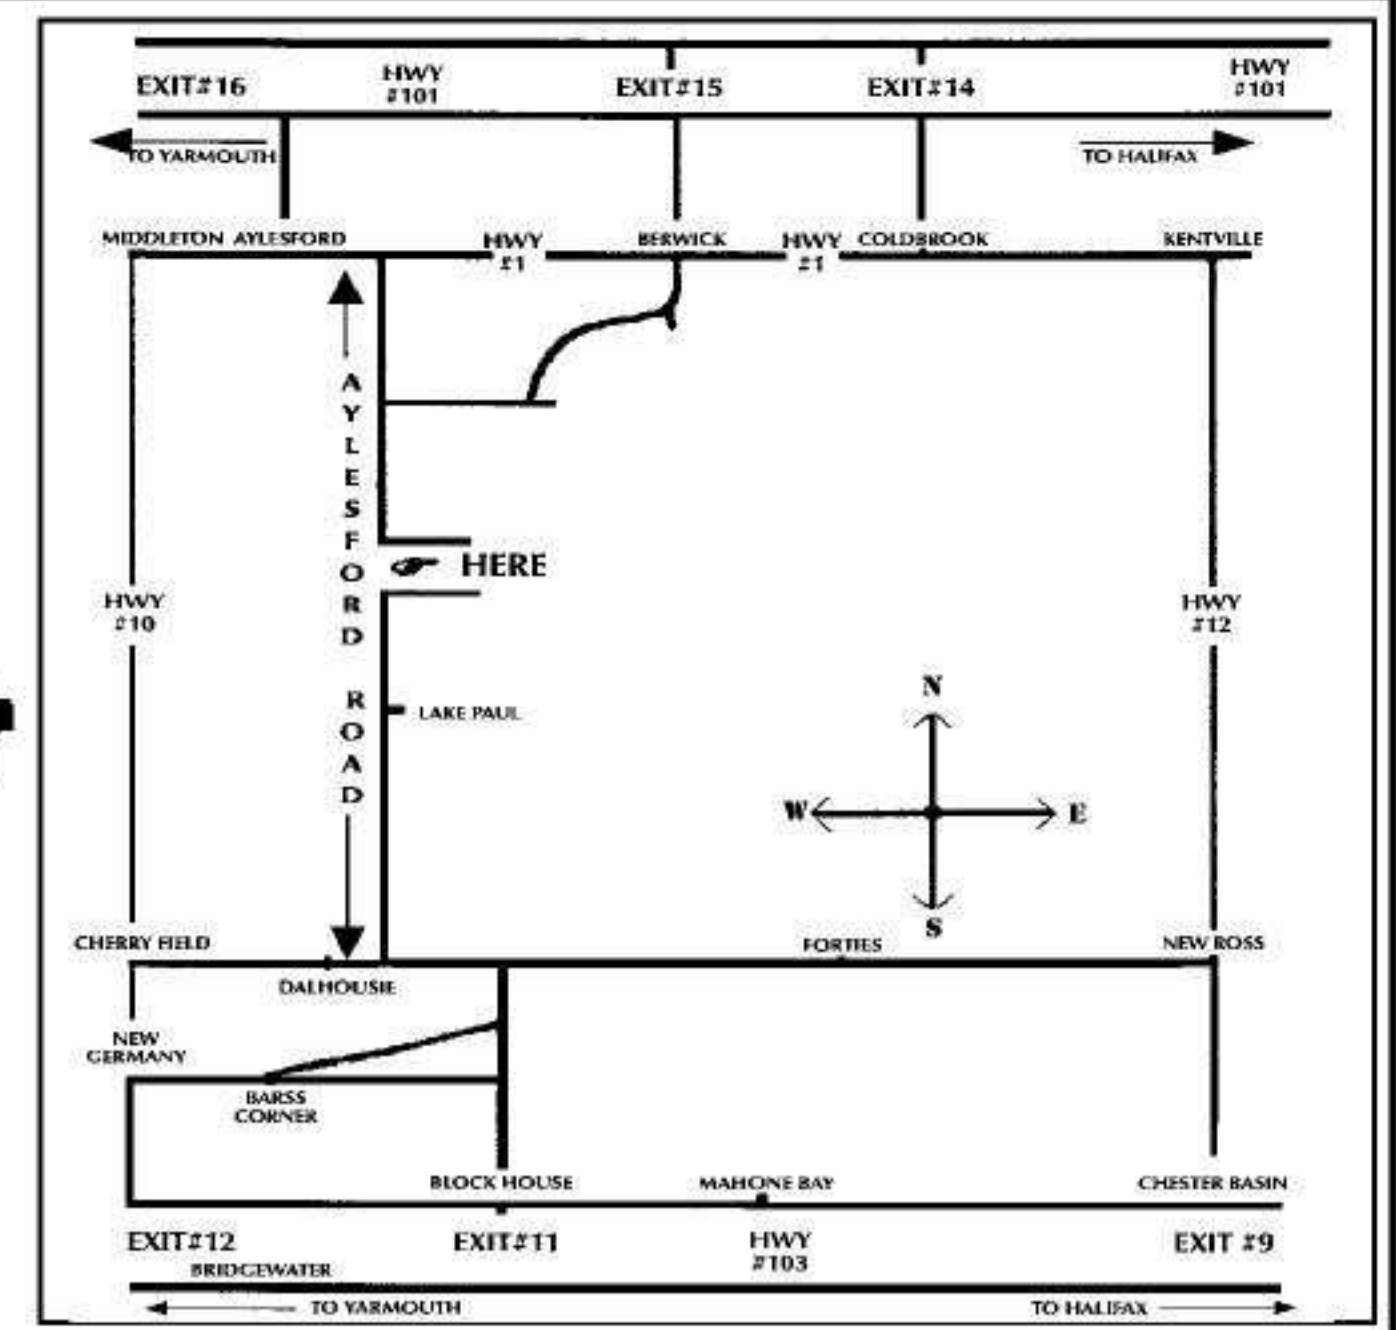 EXIT#16
HWY
#101
EXIT#15
EXIT#14
HWY
#101
TO YARMOUTH
TO HALIFAX
MIDDLETON
AYLESFORD
HWY
#1
BERWICK
HWY
#1
COLDBROOK
KENTVILLE
AYLESFORD ROAD
HERE
HWY
#10
HWY
#12
LAKE PAUL
N
W
E
S
CHERRY FIELD
DALHOUSIE
FORTIES
NEW ROSS
NEW
GERMANY
BARSS
CORNER
BLOCK HOUSE
MAHONE BAY
CHESTER BASIN
EXIT#12
EXIT#11
HWY
#103
EXIT #9
BRIDGEWATER
TO YARMOUTH
TO HALIFAX